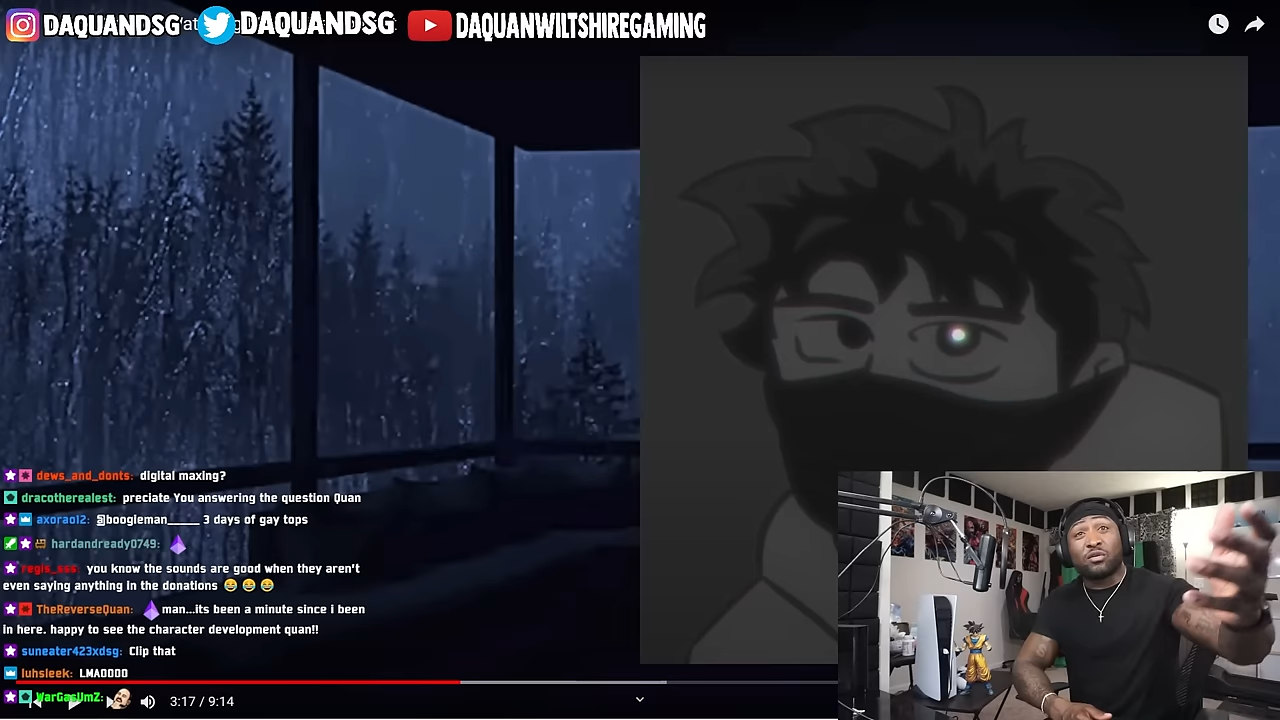 DAQUANDSG
DAQUANDSG
DAQUANWILTSHIREGAMING
dews_and_donts: digital maxing?
dracotherealest: preciate You answering the question Quan
axoraol2: @boogleman_____ 3 days of gay tops
hardandready0749:
regis_sss: you know the sounds are good when they aren't
even saying anything in the donations 😂 😂 😂
TheReverseQuan: man...its been a minute since i been
in here. happy to see the character development quan!!
suneater423xdsg: Clip that
luhsleek: LMAOOOO
WarGasUmZ:
3:17 / 9:14